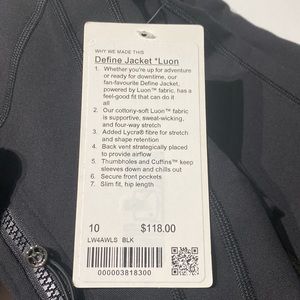 WHY WE MADE THIS
Define Jacket *Luon
1. Whether you're up for adventure
or ready for downtime, our
fan-favourite Define Jacket,
powered by Luon™ fabric, has a
feel-good fit that can do it
all
2. Our cottony-soft Luon™ fabric
is supportive, sweat-wicking,
and four-way stretch
3. Added Lycra® fibre for stretch
and shape retention
4. Back vent strategically placed
to provide airflow
5. Thumbholes and Cuffins™ keep
sleeves down and chills out
6. Secure front pockets
7. Slim fit, hip length
10 $118.00
LW4AWLS BLK
000003818300